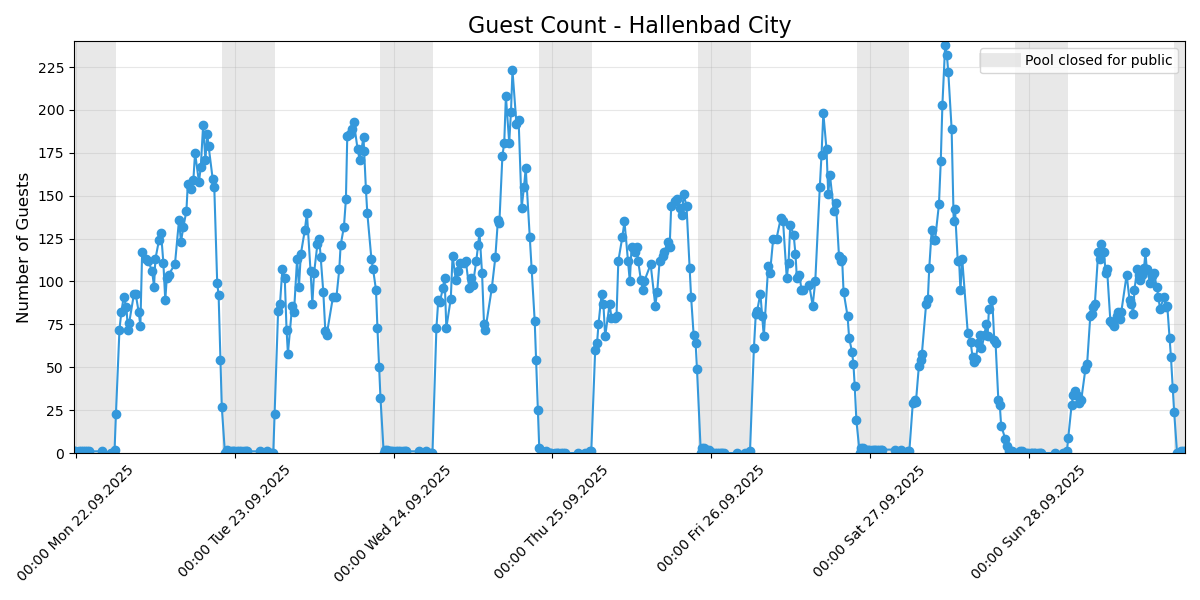 Guest Count - Hallenbad City
Pool closed for public
Number of Guests
225
200
175
150
125
100
75
50
25
0
00:00 Mon 22.09.2025
00:00 Tue 23.09.2025
00:00 Wed 24.09.2025
00:00 Thu 25.09.2025
00:00 Fri 26.09.2025
00:00 Sat 27.09.2025
00:00 Sun 28.09.2025